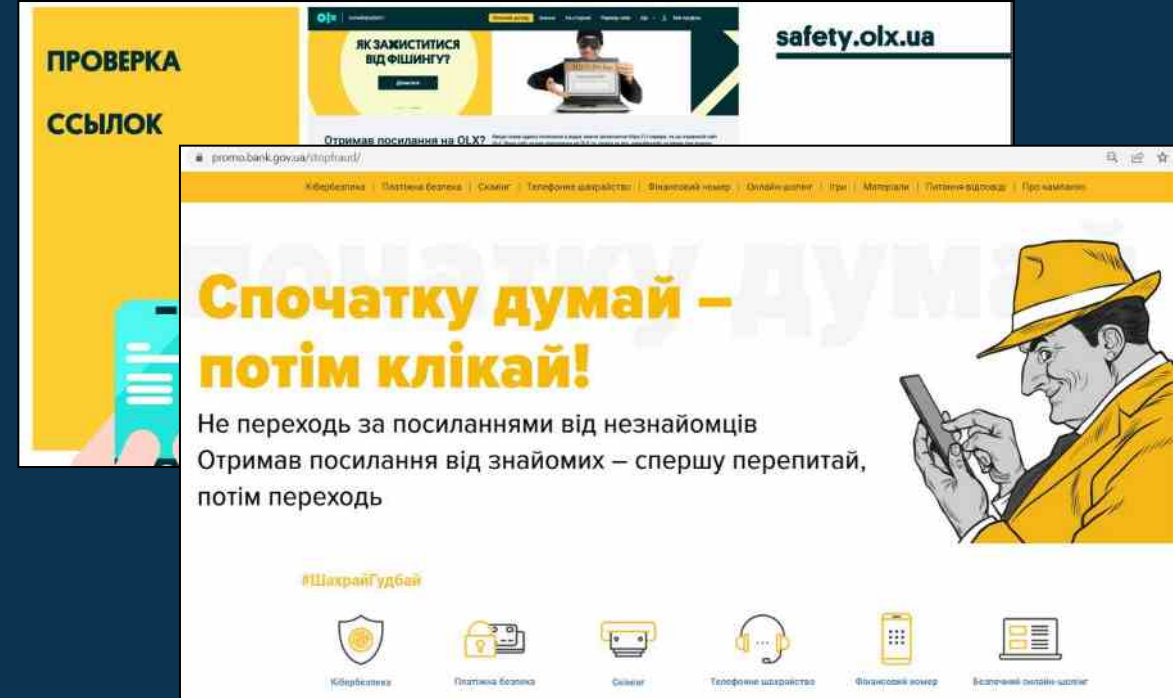 ПРОВЕРКА
ССЫЛОК
olx
ЯК ЗАХИСТИТИСЯ
ВІД ФІШИНГУ?
safety.olx.ua
Отримав посилання на OLX?
promo.bank.gov.ua/stopfraud/
Кібербезпека | Платіжна безпека | Скімінг | Телефонне шахрайство | Фінансовий номер | Онлайн-шопінг | Ігри | Матеріали | Питання-відповіді | Про кампанію
початку думай
Спочатку думай –
потім клікай!
Не переходь за посиланнями від незнайомців
Отримав посилання від знайомих – спершу перепитай,
потім переходь
#ШахрайГудбай
Кібербезпека Платіжна безпека Скімінг Телефонне шахрайство Фінансовий номер Безпечний онлайн-шопінг